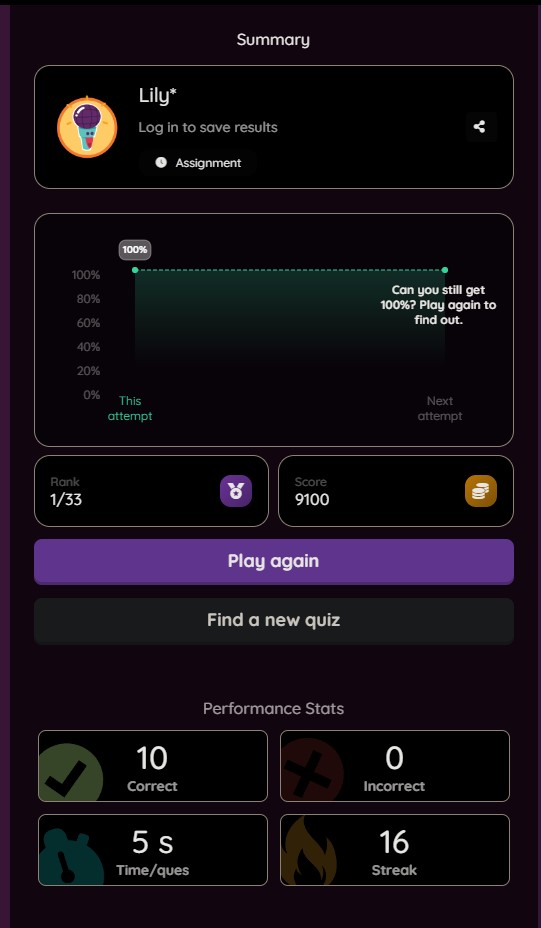 Summary
Lily*
Log in to save results
Assignment
100%
100%
80%
60%
40%
20%
0%
Can you still get
100%? Play again to
find out.
This
attempt
Next
attempt
Rank
1/33
Score
9100
Play again
Find a new quiz
Performance Stats
10
Correct
0
Incorrect
5 s
Time/ques
16
Streak